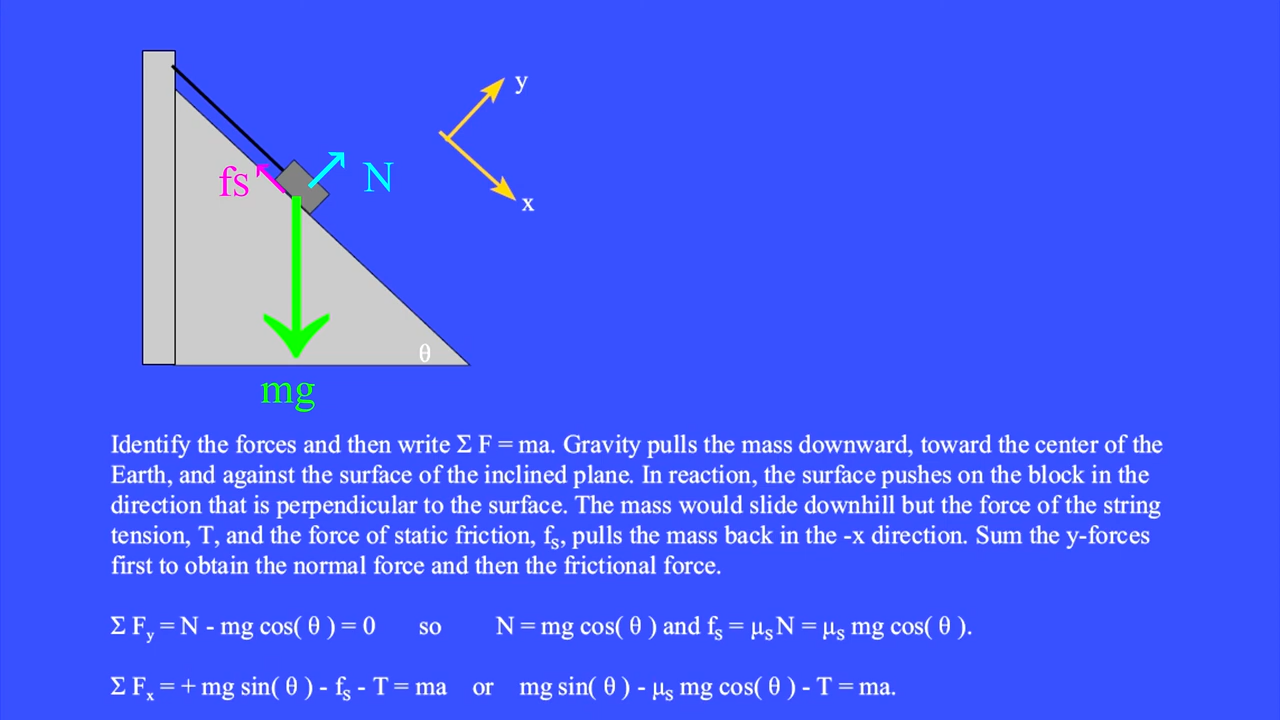 y
fs
N
x
θ
mg
Identify the forces and then write Σ F = ma. Gravity pulls the mass downward, toward the center of the
Earth, and against the surface of the inclined plane. In reaction, the surface pushes on the block in the
direction that is perpendicular to the surface. The mass would slide downhill but the force of the string
tension, T, and the force of static friction, fₛ, pulls the mass back in the -x direction. Sum the y-forces
first to obtain the normal force and then the frictional force.
Σ F_y = N - mg cos( θ ) = 0 so N = mg cos( θ ) and fₛ = μₛ N = μₛ mg cos( θ ).
Σ Fₓ = + mg sin( θ ) - fₛ - T = ma or mg sin( θ ) - μₛ mg cos( θ ) - T = ma.